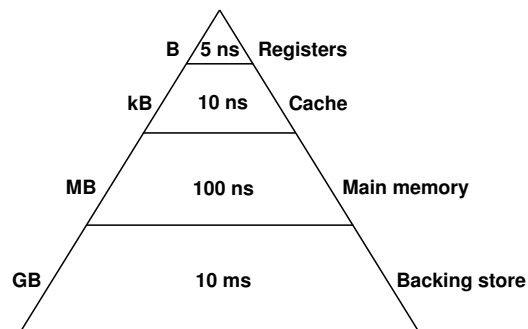 B 5 ns Registers
kB 10 ns Cache
MB 100 ns Main memory
GB 10 ms Backing store